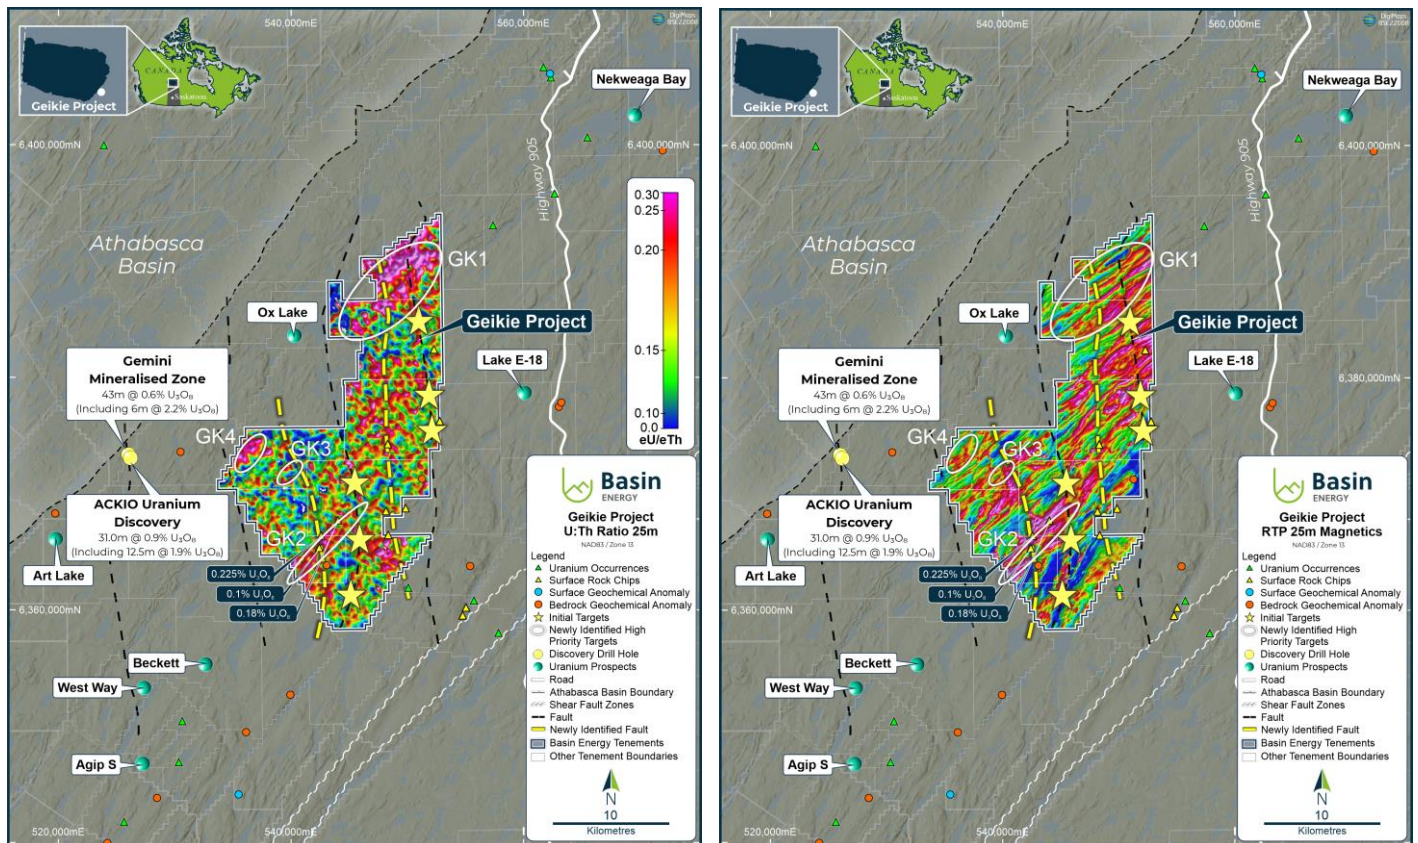 540,000mE
560,000mE
DigiMaps
CANADA
Saskatoon
Geikie Project
Nekweaga Bay
6,400,000mN
Highway 905
0.30
0.25
0.20
0.15
0.10
0.0
eU/eTh
Athabasca
Basin
GK1
Ox Lake
Geikie Project
Lake E-18
Gemini
Mineralised Zone
43m @ 0.6% U₃O₈
(Including 6m @ 2.2% U₃O₈)
GK4
GK3
ACKIO Uranium
Discovery
31.0m @ 0.9% U₃O₈
(Including 12.5m @ 1.9% U₃O₈)
GK2
Art Lake
0.225% U₃O₈
0.1% U₃O₈
0.18% U₃O₈
6,360,000mN
Beckett
West Way
Agip S
520,000mE
540,000mE
Basin
ENERGY
Geikie Project
U:Th Ratio 25m
NAD83 / Zone 13
Legend
Uranium Occurrences
Surface Rock Chips
Surface Geochemical Anomaly
Bedrock Geochemical Anomaly
Initial Targets
Newly Identified High
Priority Targets
Discovery Drill Hole
Uranium Prospects
Road
Athabasca Basin Boundary
Shear Fault Zones
Fault
Newly Identified Fault
Basin Energy Tenements
Other Tenement Boundaries
N
10
Kilometres
540,000mE
560,000mE
DigiMaps
CANADA
Saskatoon
Geikie Project
Nekweaga Bay
6,400,000mN
6,400,000mN
Highway 905
Athabasca
Basin
GK1
Ox Lake
Geikie Project
Lake E-18
6,380,000mN
Gemini
Mineralised Zone
43m @ 0.6% U₃O₈
(Including 6m @ 2.2% U₃O₈)
GK4
GK3
ACKIO Uranium
Discovery
31.0m @ 0.9% U₃O₈
(Including 12.5m @ 1.9% U₃O₈)
GK2
Art Lake
0.225% U₃O₈
0.1% U₃O₈
0.18% U₃O₈
6,360,000mN
Beckett
West Way
Agip S
520,000mE
540,000mE
Basin
ENERGY
Geikie Project
RTP 25m Magnetics
NAD83 / Zone 13
Legend
Uranium Occurrences
Surface Rock Chips
Surface Geochemical Anomaly
Bedrock Geochemical Anomaly
Initial Targets
Newly Identified High
Priority Targets
Discovery Drill Hole
Uranium Prospects
Road
Athabasca Basin Boundary
Shear Fault Zones
Fault
Newly Identified Fault
Basin Energy Tenements
Other Tenement Boundaries
N
10
Kilometres